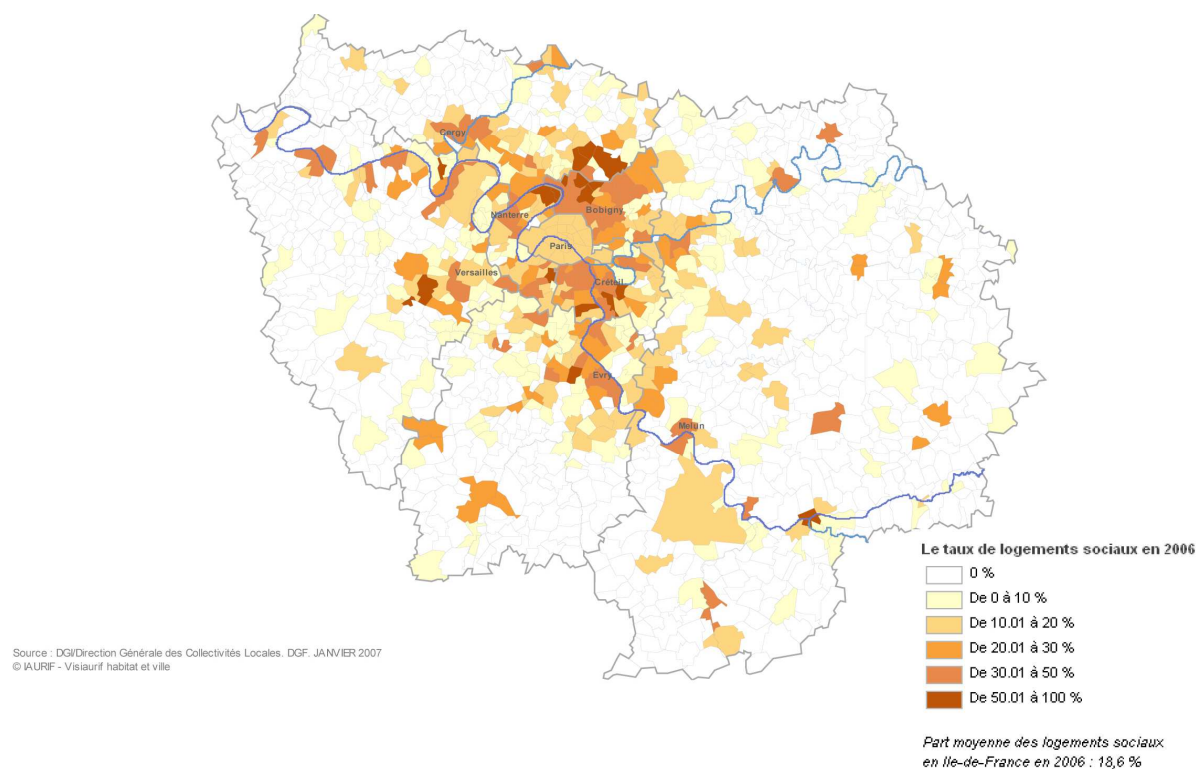 Cergy
Nanterre
Bobigny
Paris
Versailles
Créteil
Evry
Melun
Le taux de logements sociaux en 2006
0 %
De 0 à 10 %
De 10.01 à 20 %
De 20.01 à 30 %
De 30.01 à 50 %
De 50.01 à 100 %
Part moyenne des logements sociaux
en Ile-de-France en 2006 : 18,6 %
Source : DGI/Direction Générale des Collectivités Locales. DGF. JANVIER 2007
© IAURIF - Visiaurif habitat et ville